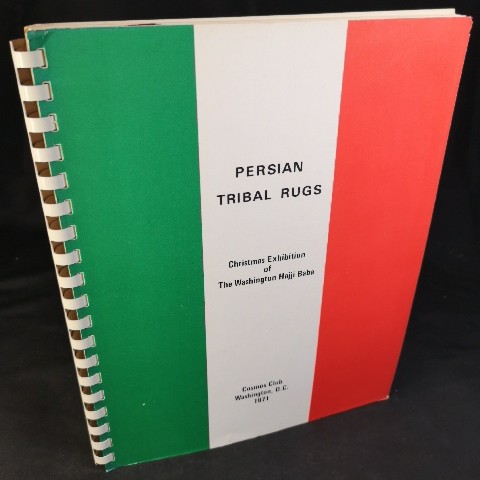 PERSIAN
TRIBAL RUGS
Christmas Exhibition
of
The Washington Hajji Baba
Cosmos Club
Washington, D.C.
1971